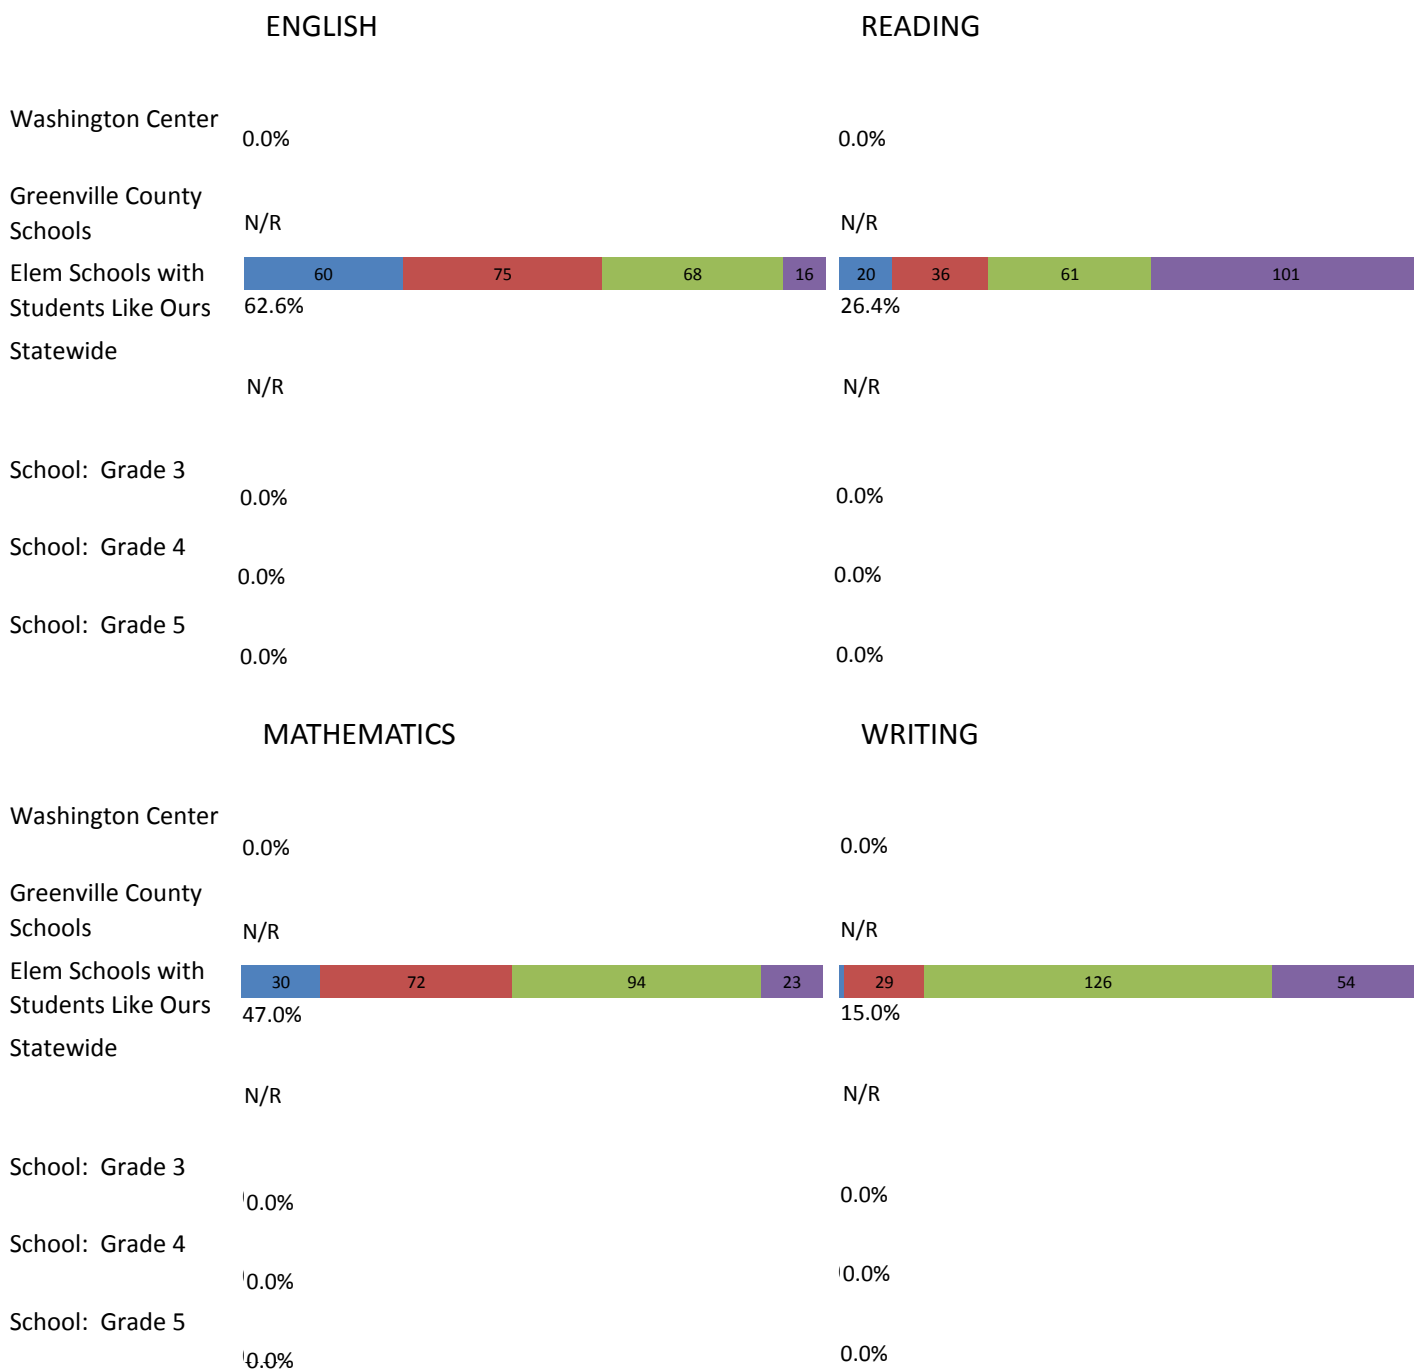 ENGLISH READING
Washington Center
0.0% 0.0%
Greenville County
Schools
N/R N/R
Elem Schools with
60 75 68 16 20 36 61 101
Students Like Ours
62.6% 26.4%
Statewide
N/R N/R
School: Grade 3
0.0% 0.0%
School: Grade 4
0.0% 0.0%
School: Grade 5
0.0% 0.0%
MATHEMATICS WRITING
Washington Center
0.0% 0.0%
Greenville County
Schools
N/R N/R
Elem Schools with
30 72 94 23 29 126 54
Students Like Ours
47.0% 15.0%
Statewide
N/R N/R
School: Grade 3
0.0% 0.0%
School: Grade 4
0.0% 0.0%
School: Grade 5
0.0% 0.0%